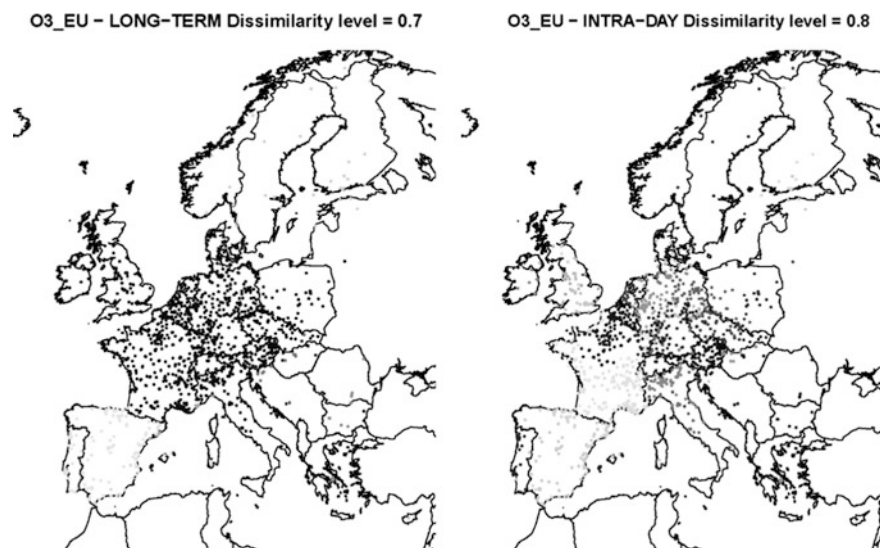 O3_EU – LONG-TERM Dissimilarity level = 0.7
O3_EU – INTRA-DAY Dissimilarity level = 0.8